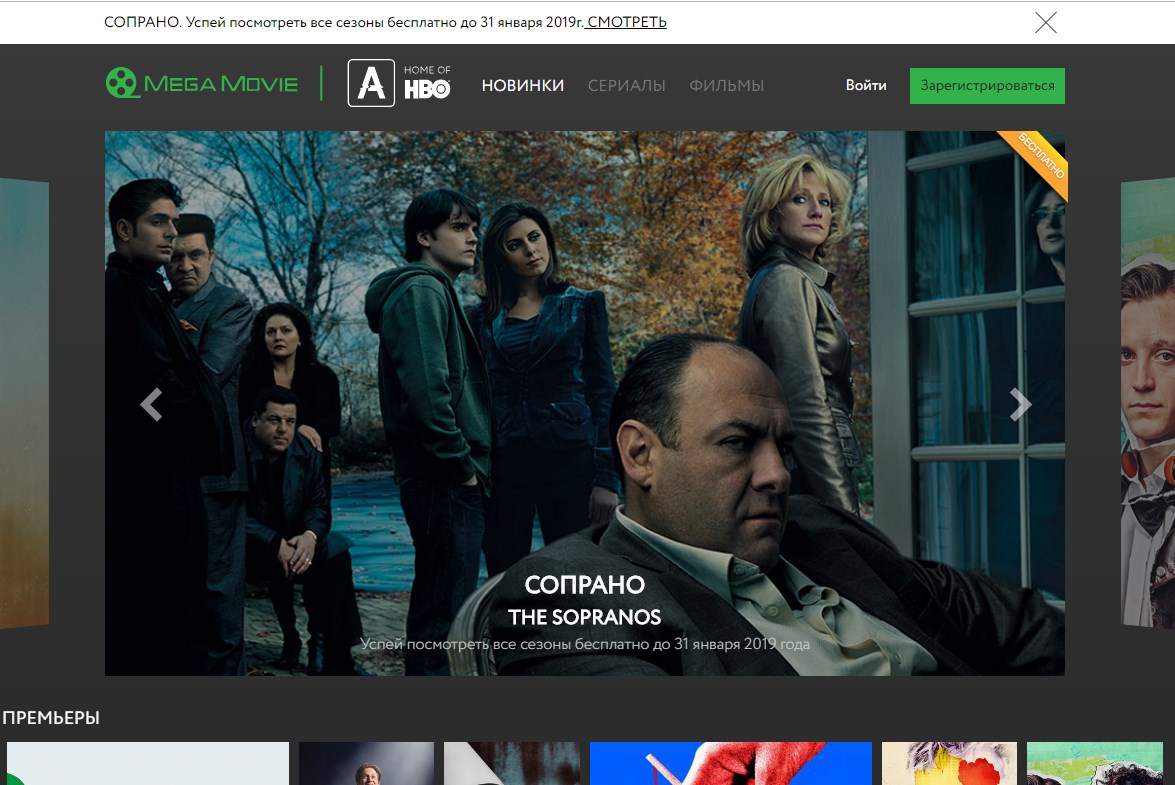 СОПРАНО. Успей посмотреть все сезоны бесплатно до 31 января 2019г. СМОТРЕТЬ
MEGA MOVIE
A
HOME OF
HBO
НОВИНКИ
СЕРИАЛЫ
ФИЛЬМЫ
Войти
Зарегистрироваться
БЕСПЛАТНО
СОПРАНО
THE SOPRANOS
Успей посмотреть все сезоны бесплатно до 31 января 2019 года
ПРЕМЬЕРЫ